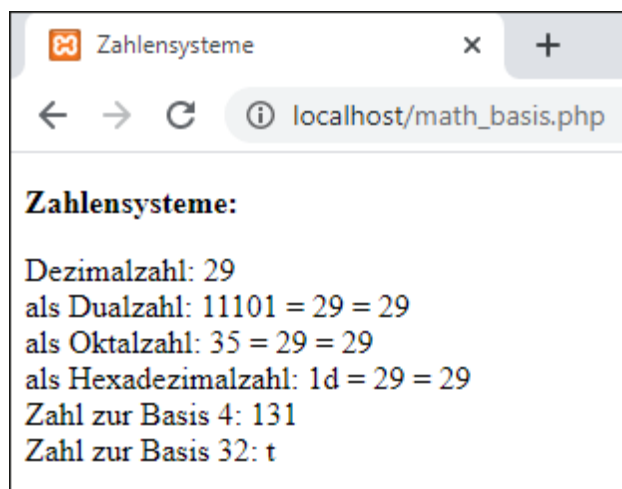 Zahlensysteme
localhost/math_basis.php
Zahlensysteme:
Dezimalzahl: 29
als Dualzahl: 11101 = 29 = 29
als Oktalzahl: 35 = 29 = 29
als Hexadezimalzahl: 1d = 29 = 29
Zahl zur Basis 4: 131
Zahl zur Basis 32: t